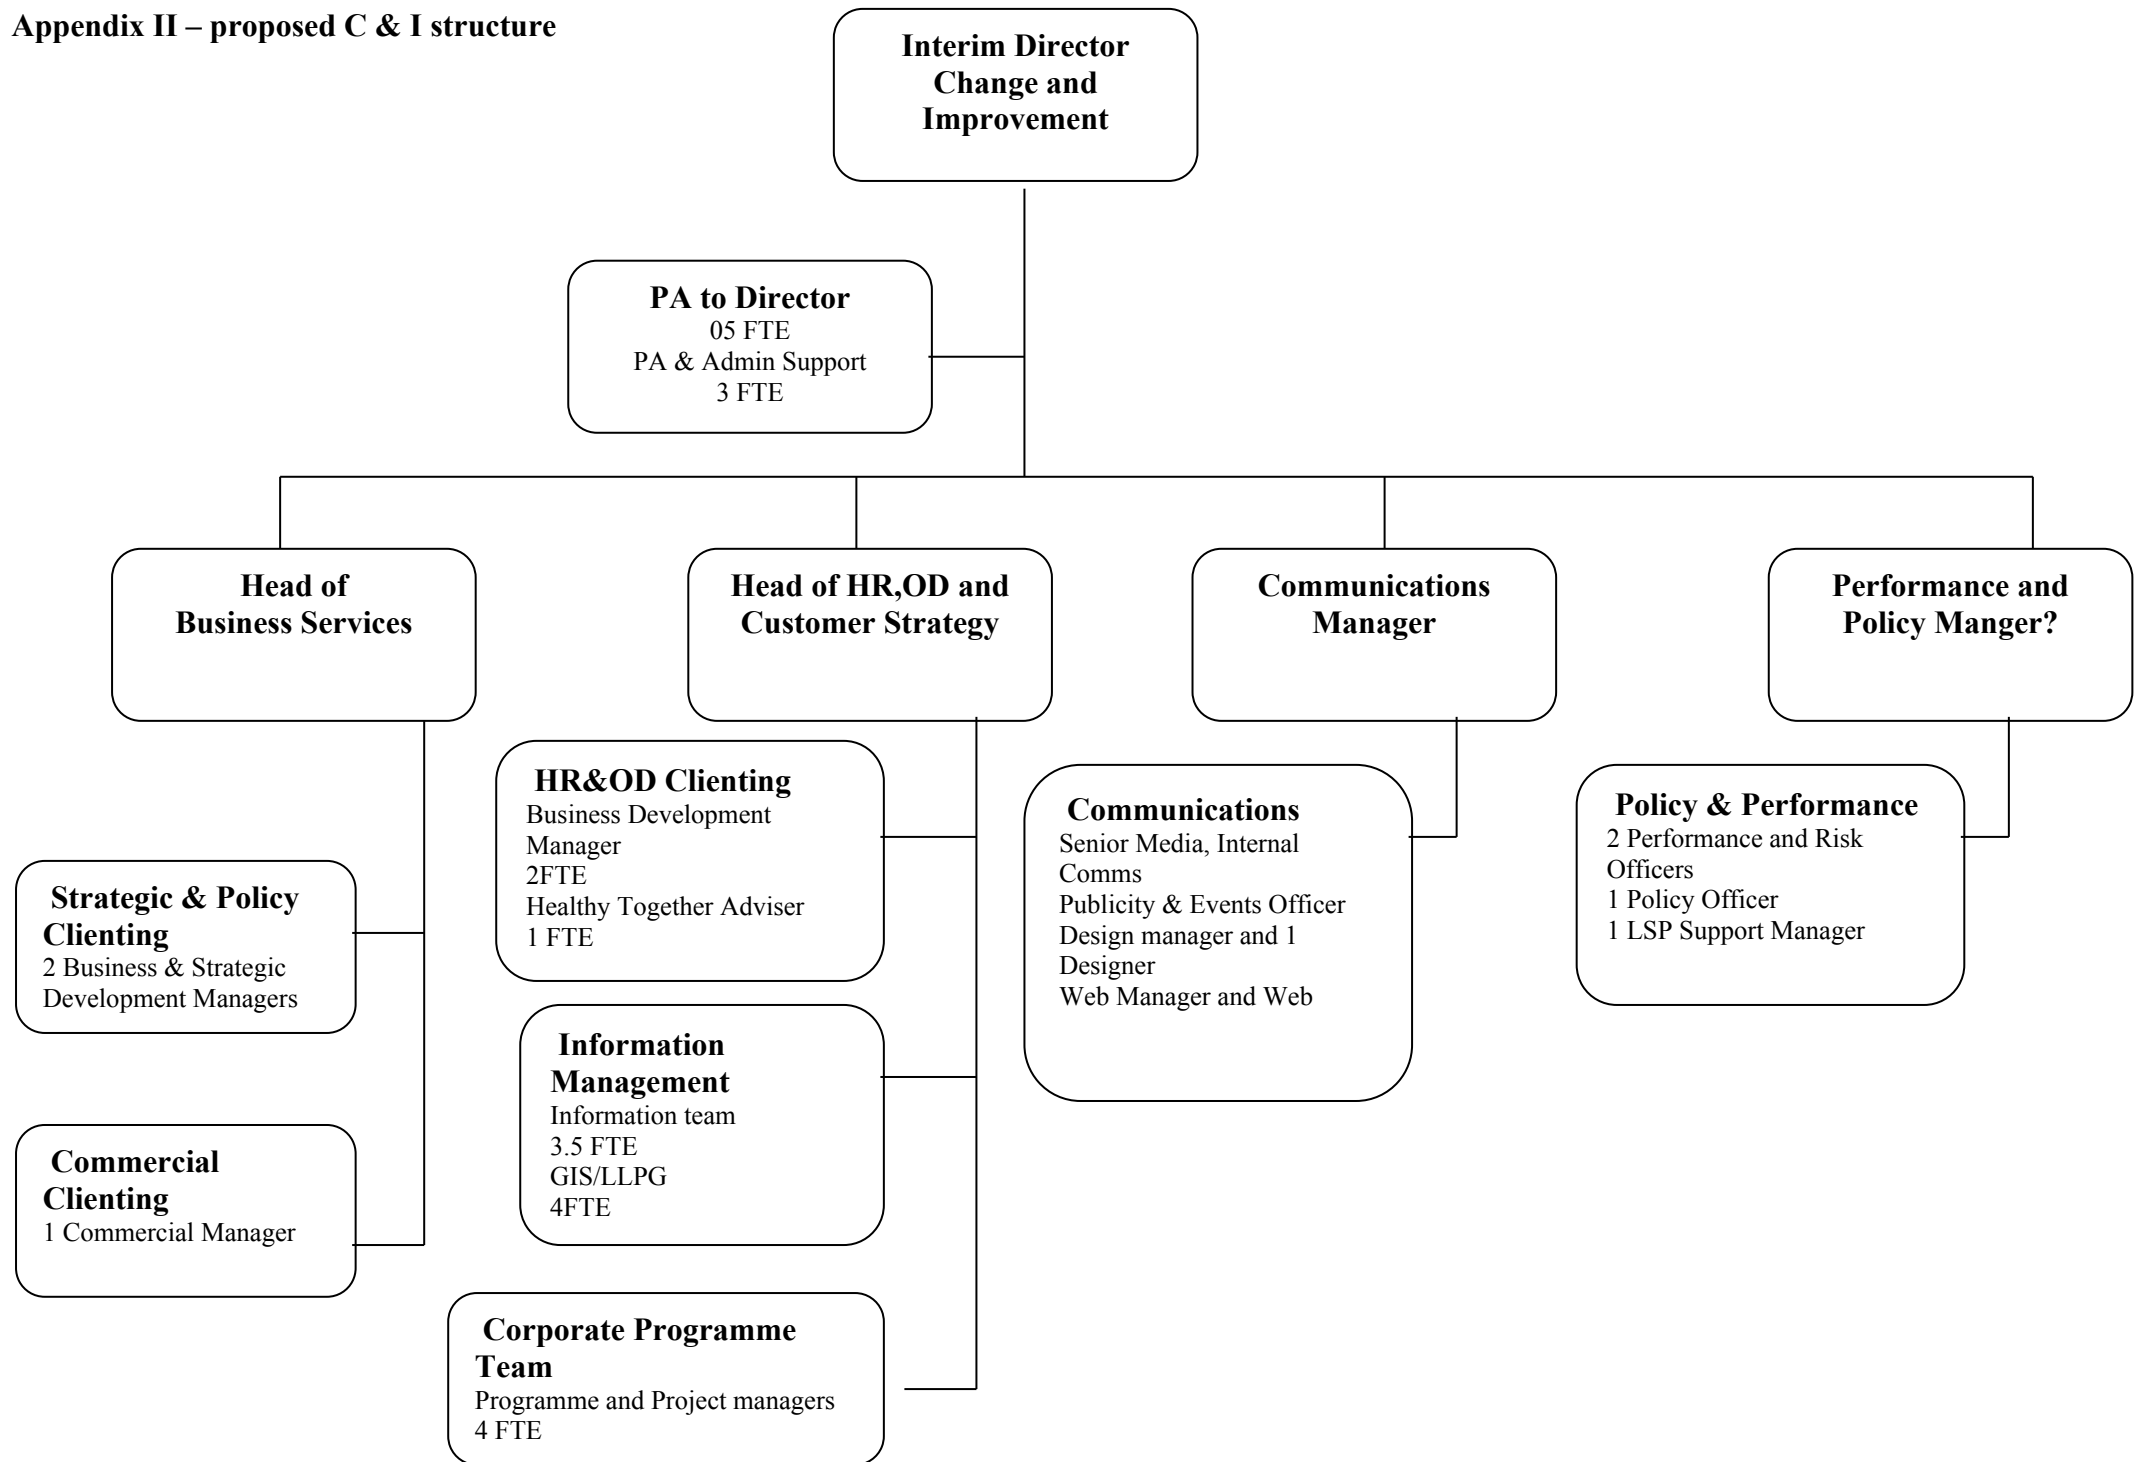 Appendix II – proposed C & I structure
Interim Director
Change and
Improvement
PA to Director
05 FTE
PA & Admin Support
3 FTE
Head of
Business Services
Head of HR,OD and
Customer Strategy
Communications
Manager
Performance and
Policy Manger?
Strategic & Policy
Clienting
2 Business & Strategic
Development Managers
Commercial
Clienting
1 Commercial Manager
HR&OD Clienting
Business Development
Manager
2FTE
Healthy Together Adviser
1 FTE
Information
Management
Information team
3.5 FTE
GIS/LLPG
4FTE
Corporate Programme
Team
Programme and Project managers
4 FTE
Communications
Senior Media, Internal
Comms
Publicity & Events Officer
Design manager and 1
Designer
Web Manager and Web
Policy & Performance
2 Performance and Risk
Officers
1 Policy Officer
1 LSP Support Manager